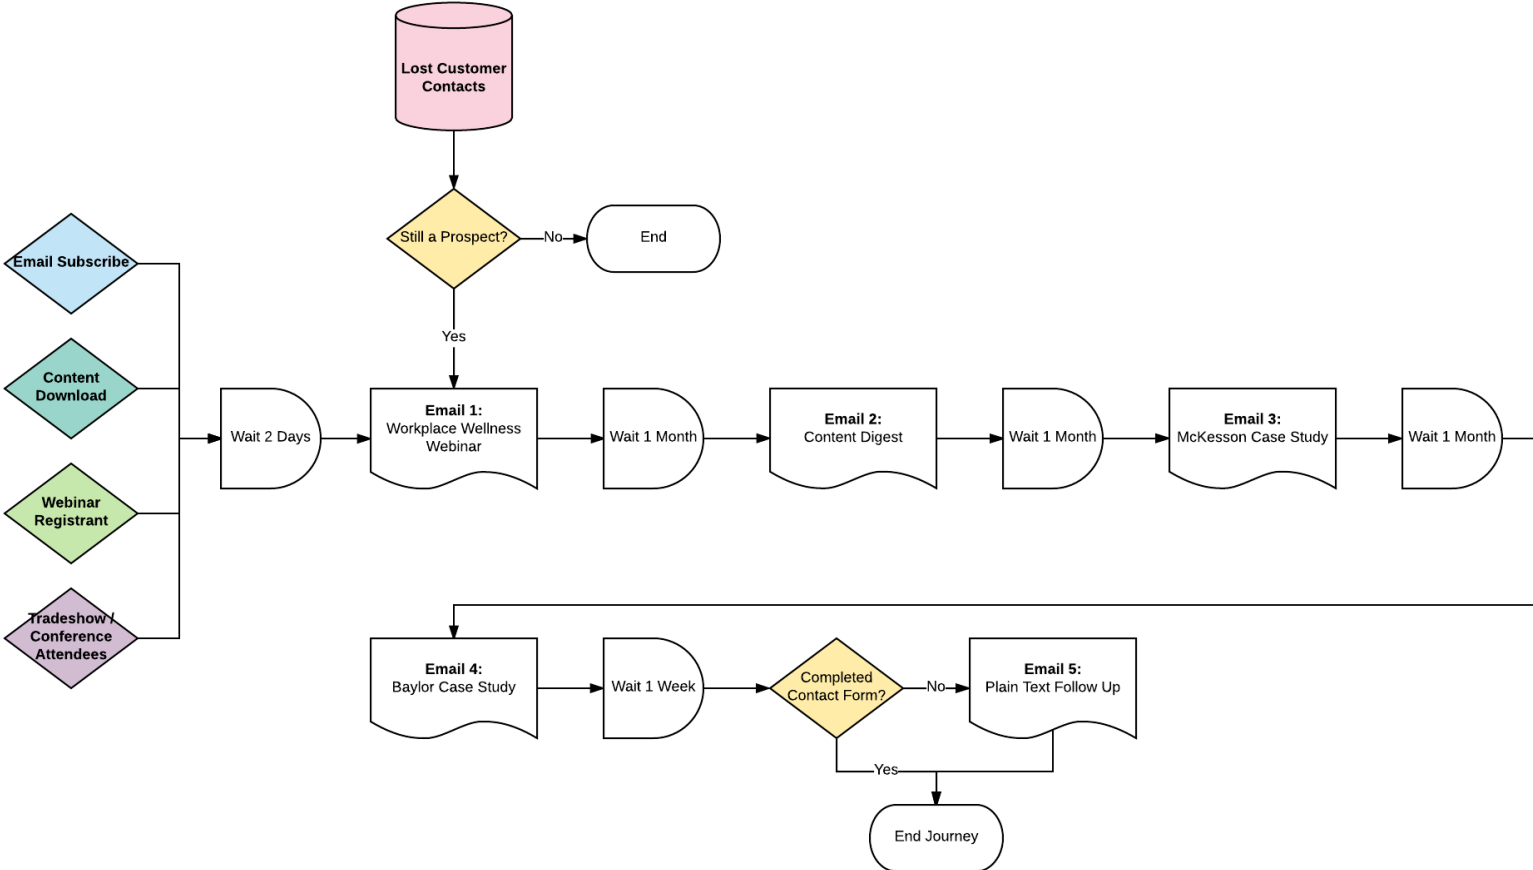 Lost Customer
Contacts
Still a Prospect?
No
End
Yes
Email Subscribe
Content
Download
Webinar
Registrant
Tradeshow /
Conference
Attendees
Wait 2 Days
Email 1:
Workplace Wellness
Webinar
Wait 1 Month
Email 2:
Content Digest
Wait 1 Month
Email 3:
McKesson Case Study
Wait 1 Month
Email 4:
Baylor Case Study
Wait 1 Week
Completed
Contact Form?
No
Email 5:
Plain Text Follow Up
Yes
End Journey